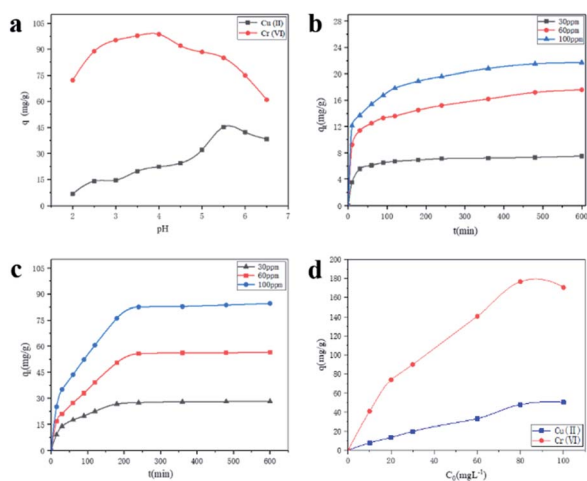 a
Cu (II)
Cr (VI)
q (mg/g)
105
90
75
60
45
30
15
0
2 3 4 5 6 7
pH
b
30ppm
60ppm
100ppm
qt(mg/g)
28
24
20
16
12
8
4
0
0 100 200 300 400 500 600
t(min)
c
30ppm
60ppm
100ppm
qt(mg/g)
105
90
75
60
45
30
15
0
0 100 200 300 400 500 600
t(min)
d
Cu(II)
Cr(VI)
q(mg/g)
200
180
160
140
120
100
80
60
40
20
0
0 20 40 60 80 100
C0(mgL-1)